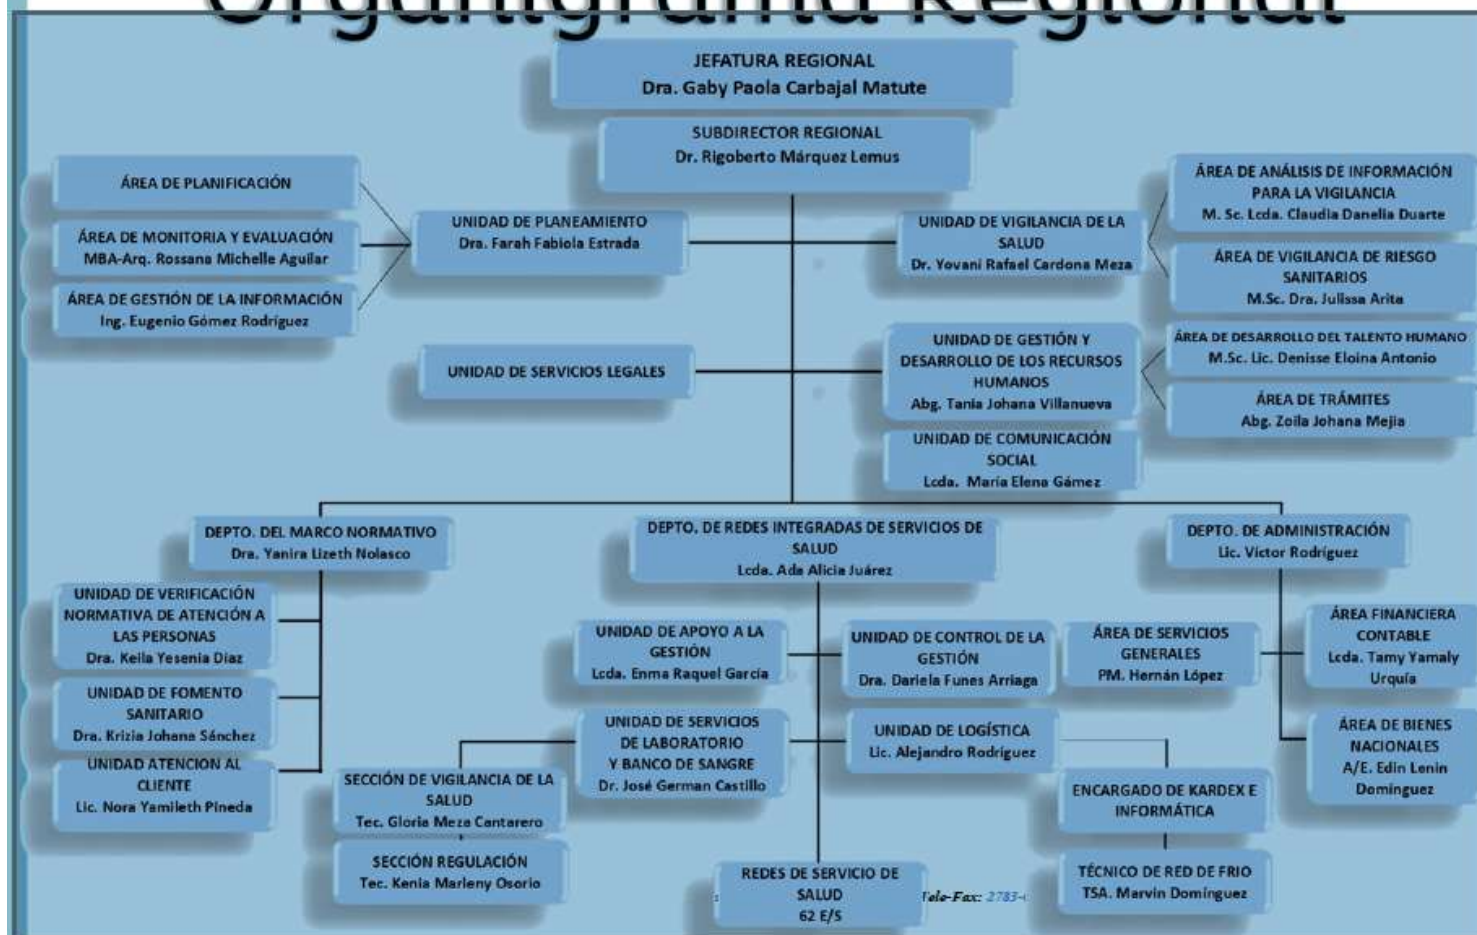 Organigrama Regional
JEFATURA REGIONAL
Dra. Gaby Paola Carbajal Matute
SUBDIRECTOR REGIONAL
Dr. Rigoberto Márquez Lemus
ÁREA DE PLANIFICACIÓN
ÁREA DE MONITORIA Y EVALUACIÓN
MBA-Arq. Rossana Michelle Aguilar
ÁREA DE GESTIÓN DE LA INFORMACIÓN
Ing. Eugenio Gómez Rodríguez
UNIDAD DE PLANEAMIENTO
Dra. Farah Fabiola Estrada
UNIDAD DE VIGILANCIA DE LA
SALUD
Dr. Yovani Rafael Cardona Meza
ÁREA DE ANÁLISIS DE INFORMACIÓN
PARA LA VIGILANCIA
M. Sc. Lcda. Claudia Danelia Duarte
ÁREA DE VIGILANCIA DE RIESGO
SANITARIOS
M.Sc. Dra. Julissa Arita
UNIDAD DE SERVICIOS LEGALES
UNIDAD DE GESTIÓN Y
DESARROLLO DE LOS RECURSOS
HUMANOS
Abg. Tania Johana Villanueva
ÁREA DE DESARROLLO DEL TALENTO HUMANO
M.Sc. Lic. Denisse Eloina Antonio
ÁREA DE TRÁMITES
Abg. Zoila Johana Mejia
UNIDAD DE COMUNICACIÓN
SOCIAL
Lcda. María Elena Gámez
DEPTO. DEL MARCO NORMATIVO
Dra. Yanira Lizeth Nolasco
UNIDAD DE VERIFICACIÓN
NORMATIVA DE ATENCIÓN A
LAS PERSONAS
Dra. Keila Yesenia Díaz
UNIDAD DE FOMENTO
SANITARIO
Dra. Krizia Johana Sánchez
UNIDAD ATENCION AL
CLIENTE
Lic. Nora Yamileth Pineda
DEPTO. DE REDES INTEGRADAS DE SERVICIOS DE
SALUD
Lcda. Ada Alicia Juárez
UNIDAD DE APOYO A LA
GESTIÓN
Lcda. Enma Raquel García
UNIDAD DE CONTROL DE LA
GESTIÓN
Dra. Dariela Funes Arriaga
UNIDAD DE SERVICIOS
DE LABORATORIO
Y BANCO DE SANGRE
Dr. José German Castillo
UNIDAD DE LOGÍSTICA
Lic. Alejandro Rodríguez
SECCIÓN DE VIGILANCIA DE LA
SALUD
Tec. Gloria Meza Cantarero
SECCIÓN REGULACIÓN
Tec. Kenia Marleny Osorio
ENCARGADO DE KARDEX E
INFORMÁTICA
TÉCNICO DE RED DE FRIO
TSA. Marvin Domínguez
REDES DE SERVICIO DE
SALUD
62 E/S
Tele-Fax: 2783-
DEPTO. DE ADMINISTRACIÓN
Lic. Víctor Rodríguez
ÁREA DE SERVICIOS
GENERALES
PM. Hernán López
ÁREA FINANCIERA
CONTABLE
Lcda. Tamy Yamaly
Urquía
ÁREA DE BIENES
NACIONALES
A/E. Edin Lenin
Domínguez